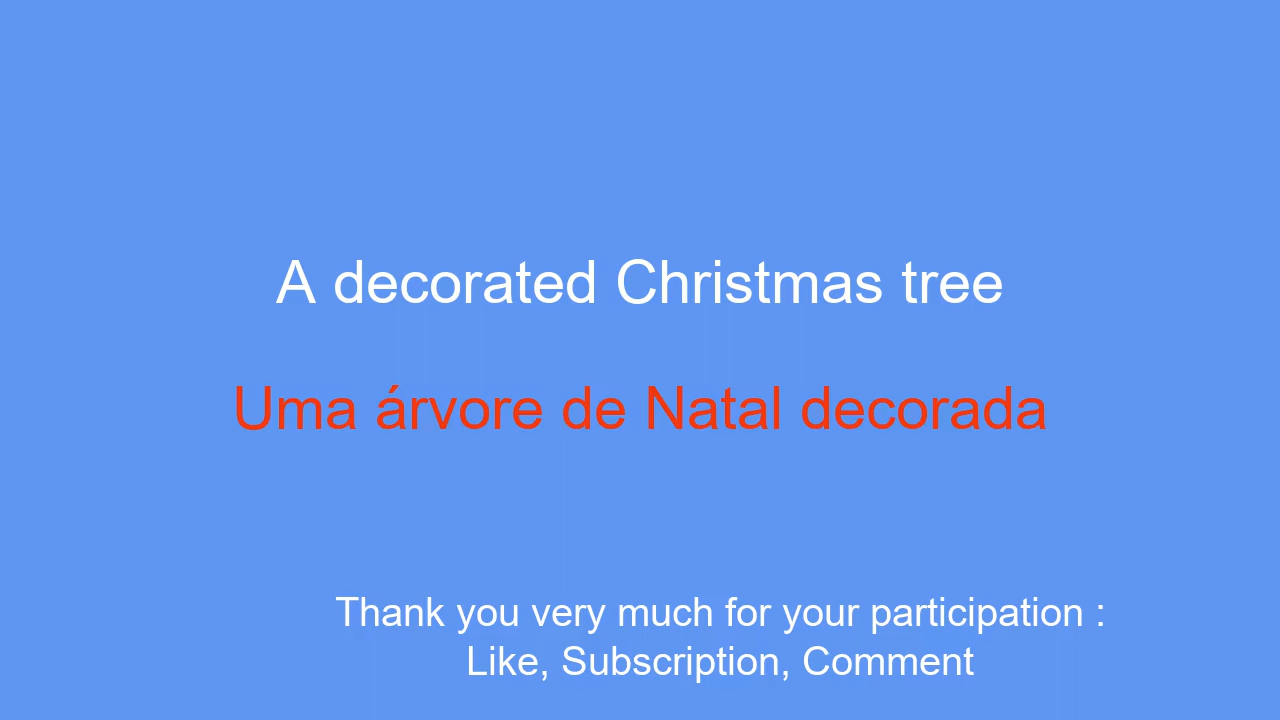 A decorated Christmas tree
Uma árvore de Natal decorada
Thank you very much for your participation :
Like, Subscription, Comment